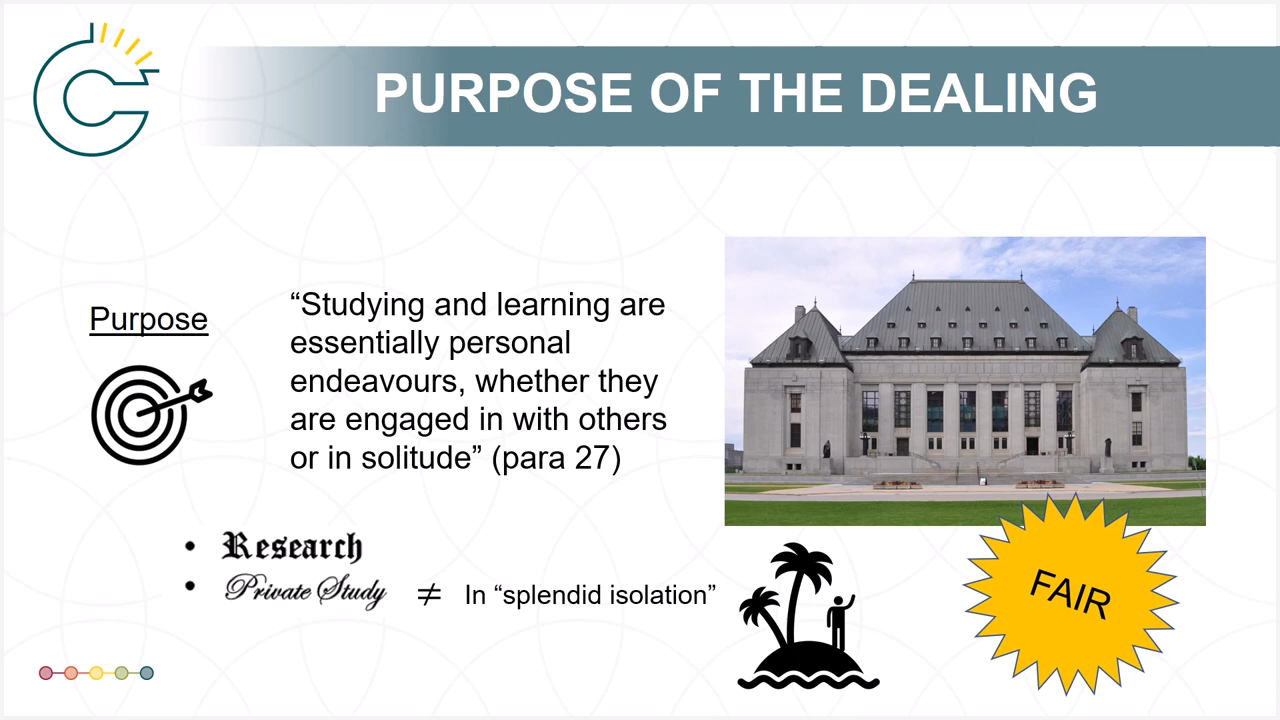 PURPOSE OF THE DEALING
Purpose
“Studying and learning are
essentially personal
endeavours, whether they
are engaged in with others
or in solitude” (para 27)
• Research
• Private Study ≠ In “splendid isolation”
FAIR